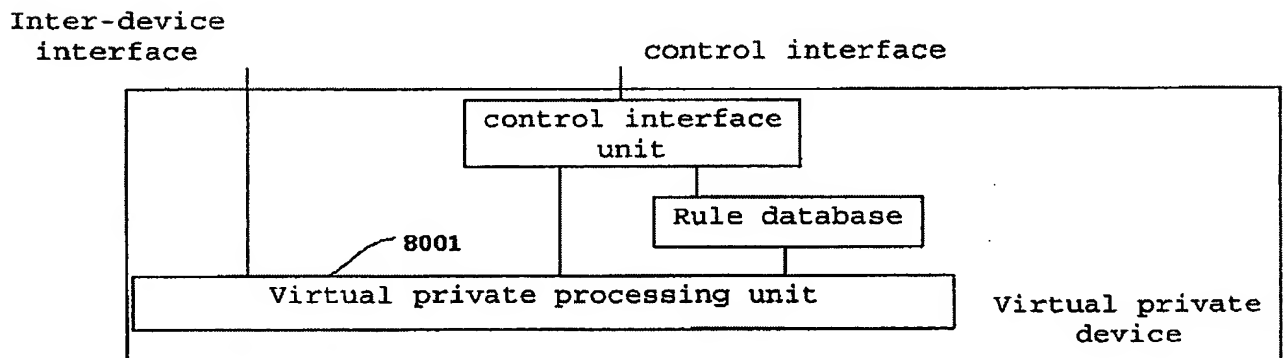 Inter-device
interface
control interface
control interface
unit
Rule database
8001
Virtual private processing unit
Virtual private
device